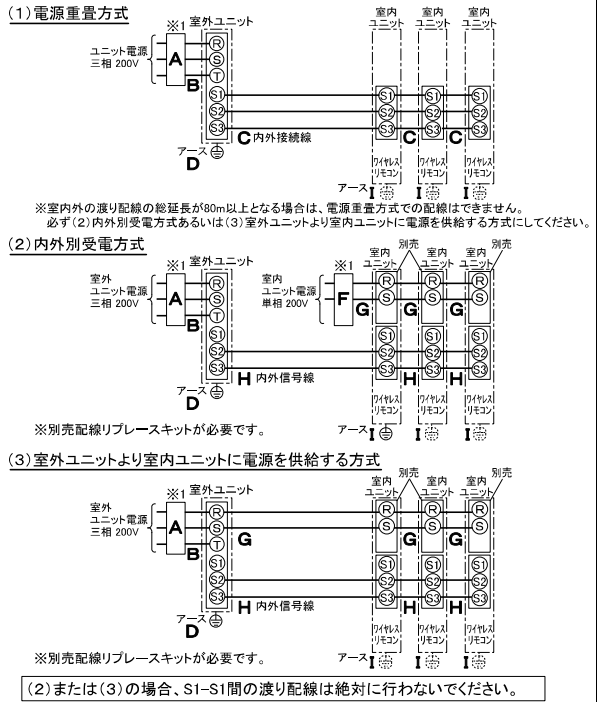 (1)電源重畳方式
※1 室外ユニット
室内
ユニット
室内
ユニット
室内
ユニット
ユニット電源
三相 200V
A
B
R
S
T
S1
S2
S3
S1
S2
S3
S1
S2
S3
S1
S2
S3
C 内外接続線
C
C
アース
D
ワイヤレス
リモコン
ワイヤレス
リモコン
ワイヤレス
リモコン
アース I
I
I
※室内外の渡り配線の総延長が80m以上となる場合は、電源重畳方式での配線はできません。
必ず(2)内外別受電方式あるいは(3)室外ユニットより室内ユニットに電源を供給する方式にしてください。
(2)内外別受電方式
※1 室外ユニット
※1
室内
ユニット
別売
室内
ユニット
室内
ユニット
別売
室外
ユニット電源
三相 200V
A
B
R
S
T
S1
S2
S3
室内
ユニット電源
単相 200V
F
G
R
S
G
R
S
G
R
S
S1
S2
S3
S1
S2
S3
S1
S2
S3
H 内外信号線
H
H
アース
D
ワイヤレス
リモコン
ワイヤレス
リモコン
ワイヤレス
リモコン
アース I
I
I
※別売配線リプレースキットが必要です。
(3)室外ユニットより室内ユニットに電源を供給する方式
※1 室外ユニット
室内
ユニット
別売
室内
ユニット
室内
ユニット
別売
室外
ユニット電源
三相 200V
A
B
R
S
T
S1
S2
S3
G
R
S
G
R
S
G
R
S
S1
S2
S3
S1
S2
S3
S1
S2
S3
H 内外信号線
H
H
アース
D
ワイヤレス
リモコン
ワイヤレス
リモコン
ワイヤレス
リモコン
アース I
I
I
※別売配線リプレースキットが必要です。
(2)または(3)の場合、S1-S1間の渡り配線は絶対に行わないでください。